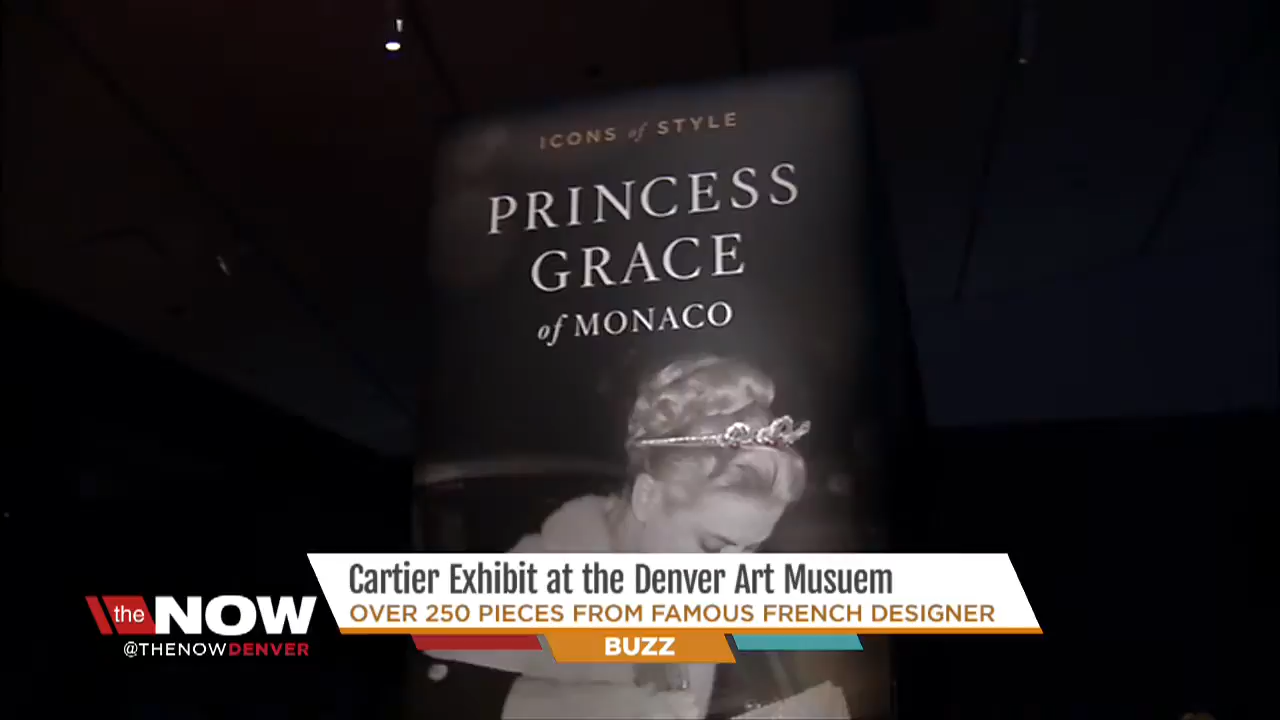 ICONS of STYLE
PRINCESS
GRACE
of MONACO
Cartier Exhibit at the Denver Art Musuem
OVER 250 PIECES FROM FAMOUS FRENCH DESIGNER
BUZZ
the NOW
@THENOWDENVER